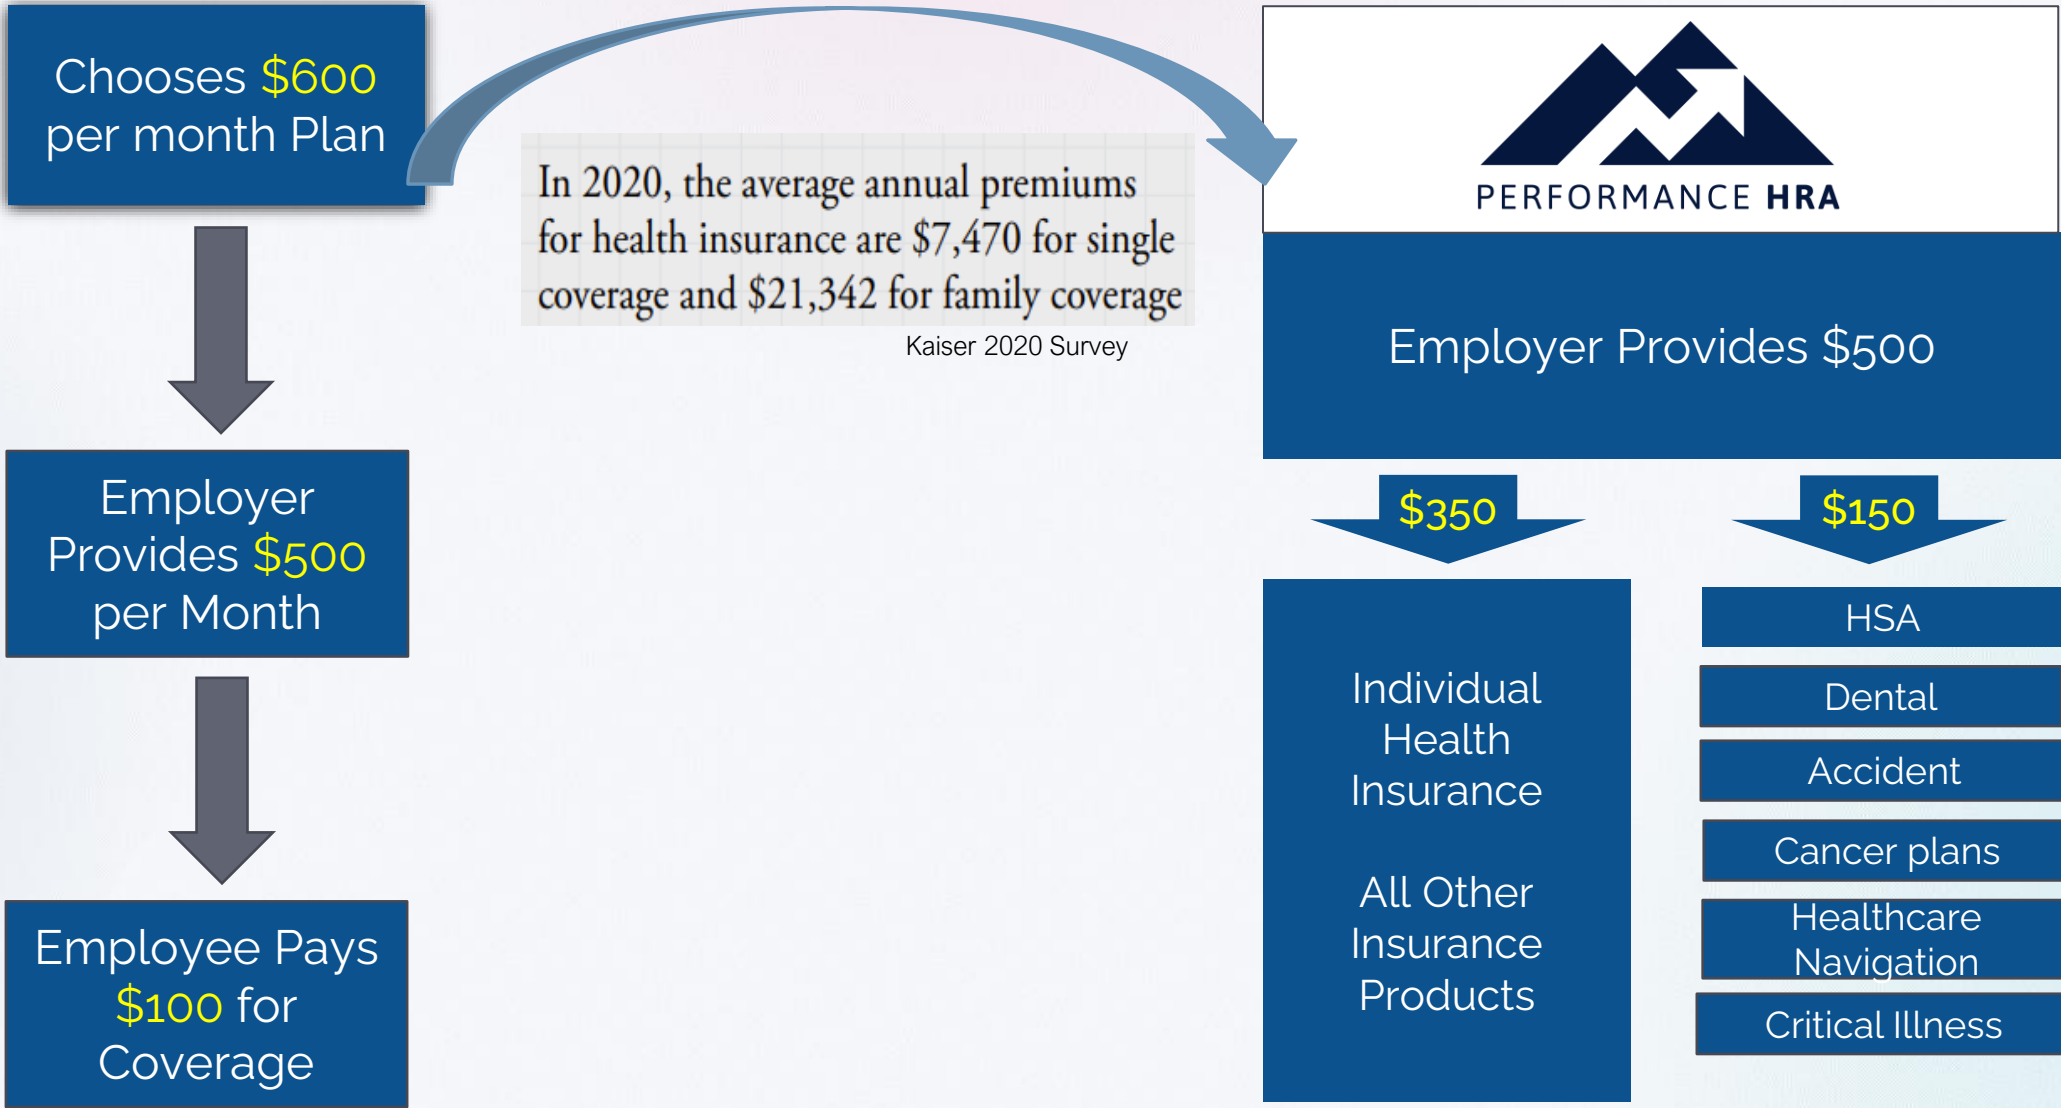 Chooses $600
per month Plan
Employer
Provides $500
per Month
Employee Pays
$100 for
Coverage
In 2020, the average annual premiums
for health insurance are $7,470 for single
coverage and $21,342 for family coverage
Kaiser 2020 Survey
PERFORMANCE HRA
Employer Provides $500
$350
Individual
Health
Insurance
All Other
Insurance
Products
$150
HSA
Dental
Accident
Cancer plans
Healthcare
Navigation
Critical Illness